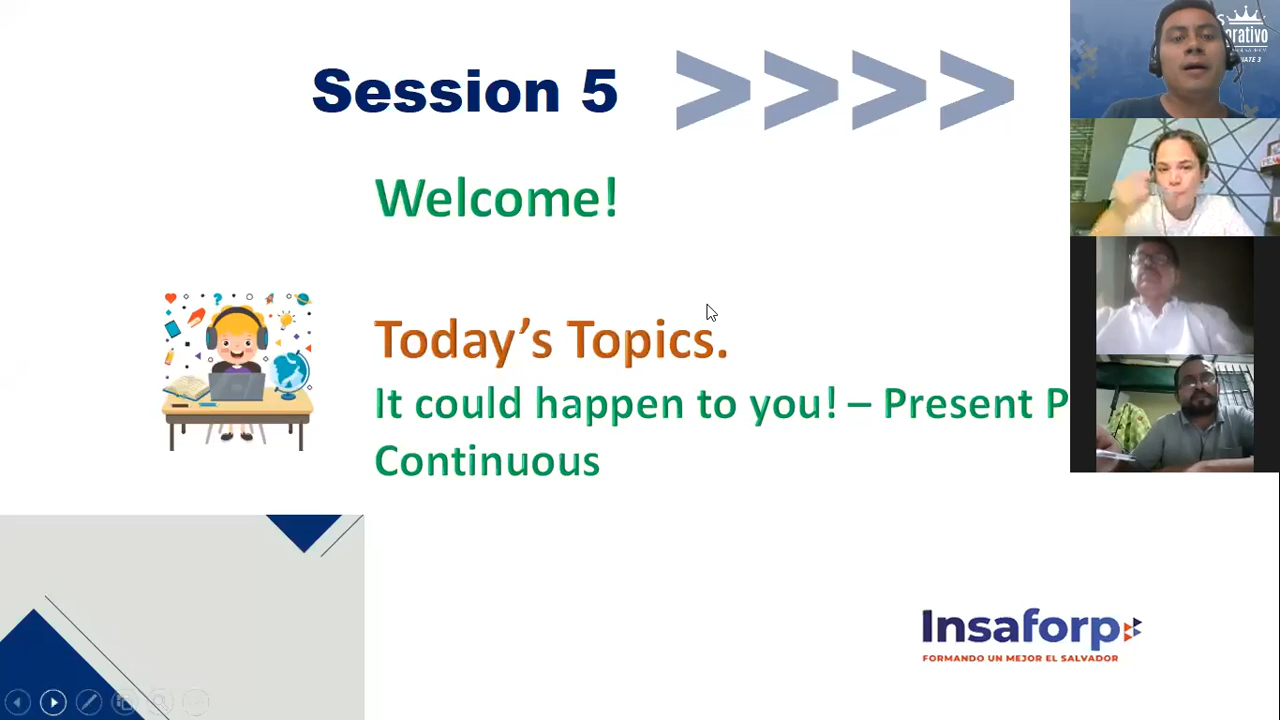 Session 5 >>>>
Welcome!
Today's Topics.
It could happen to you! – Present P
Continuous
Insaforp
FORMANDO UN MEJOR EL SALVADOR